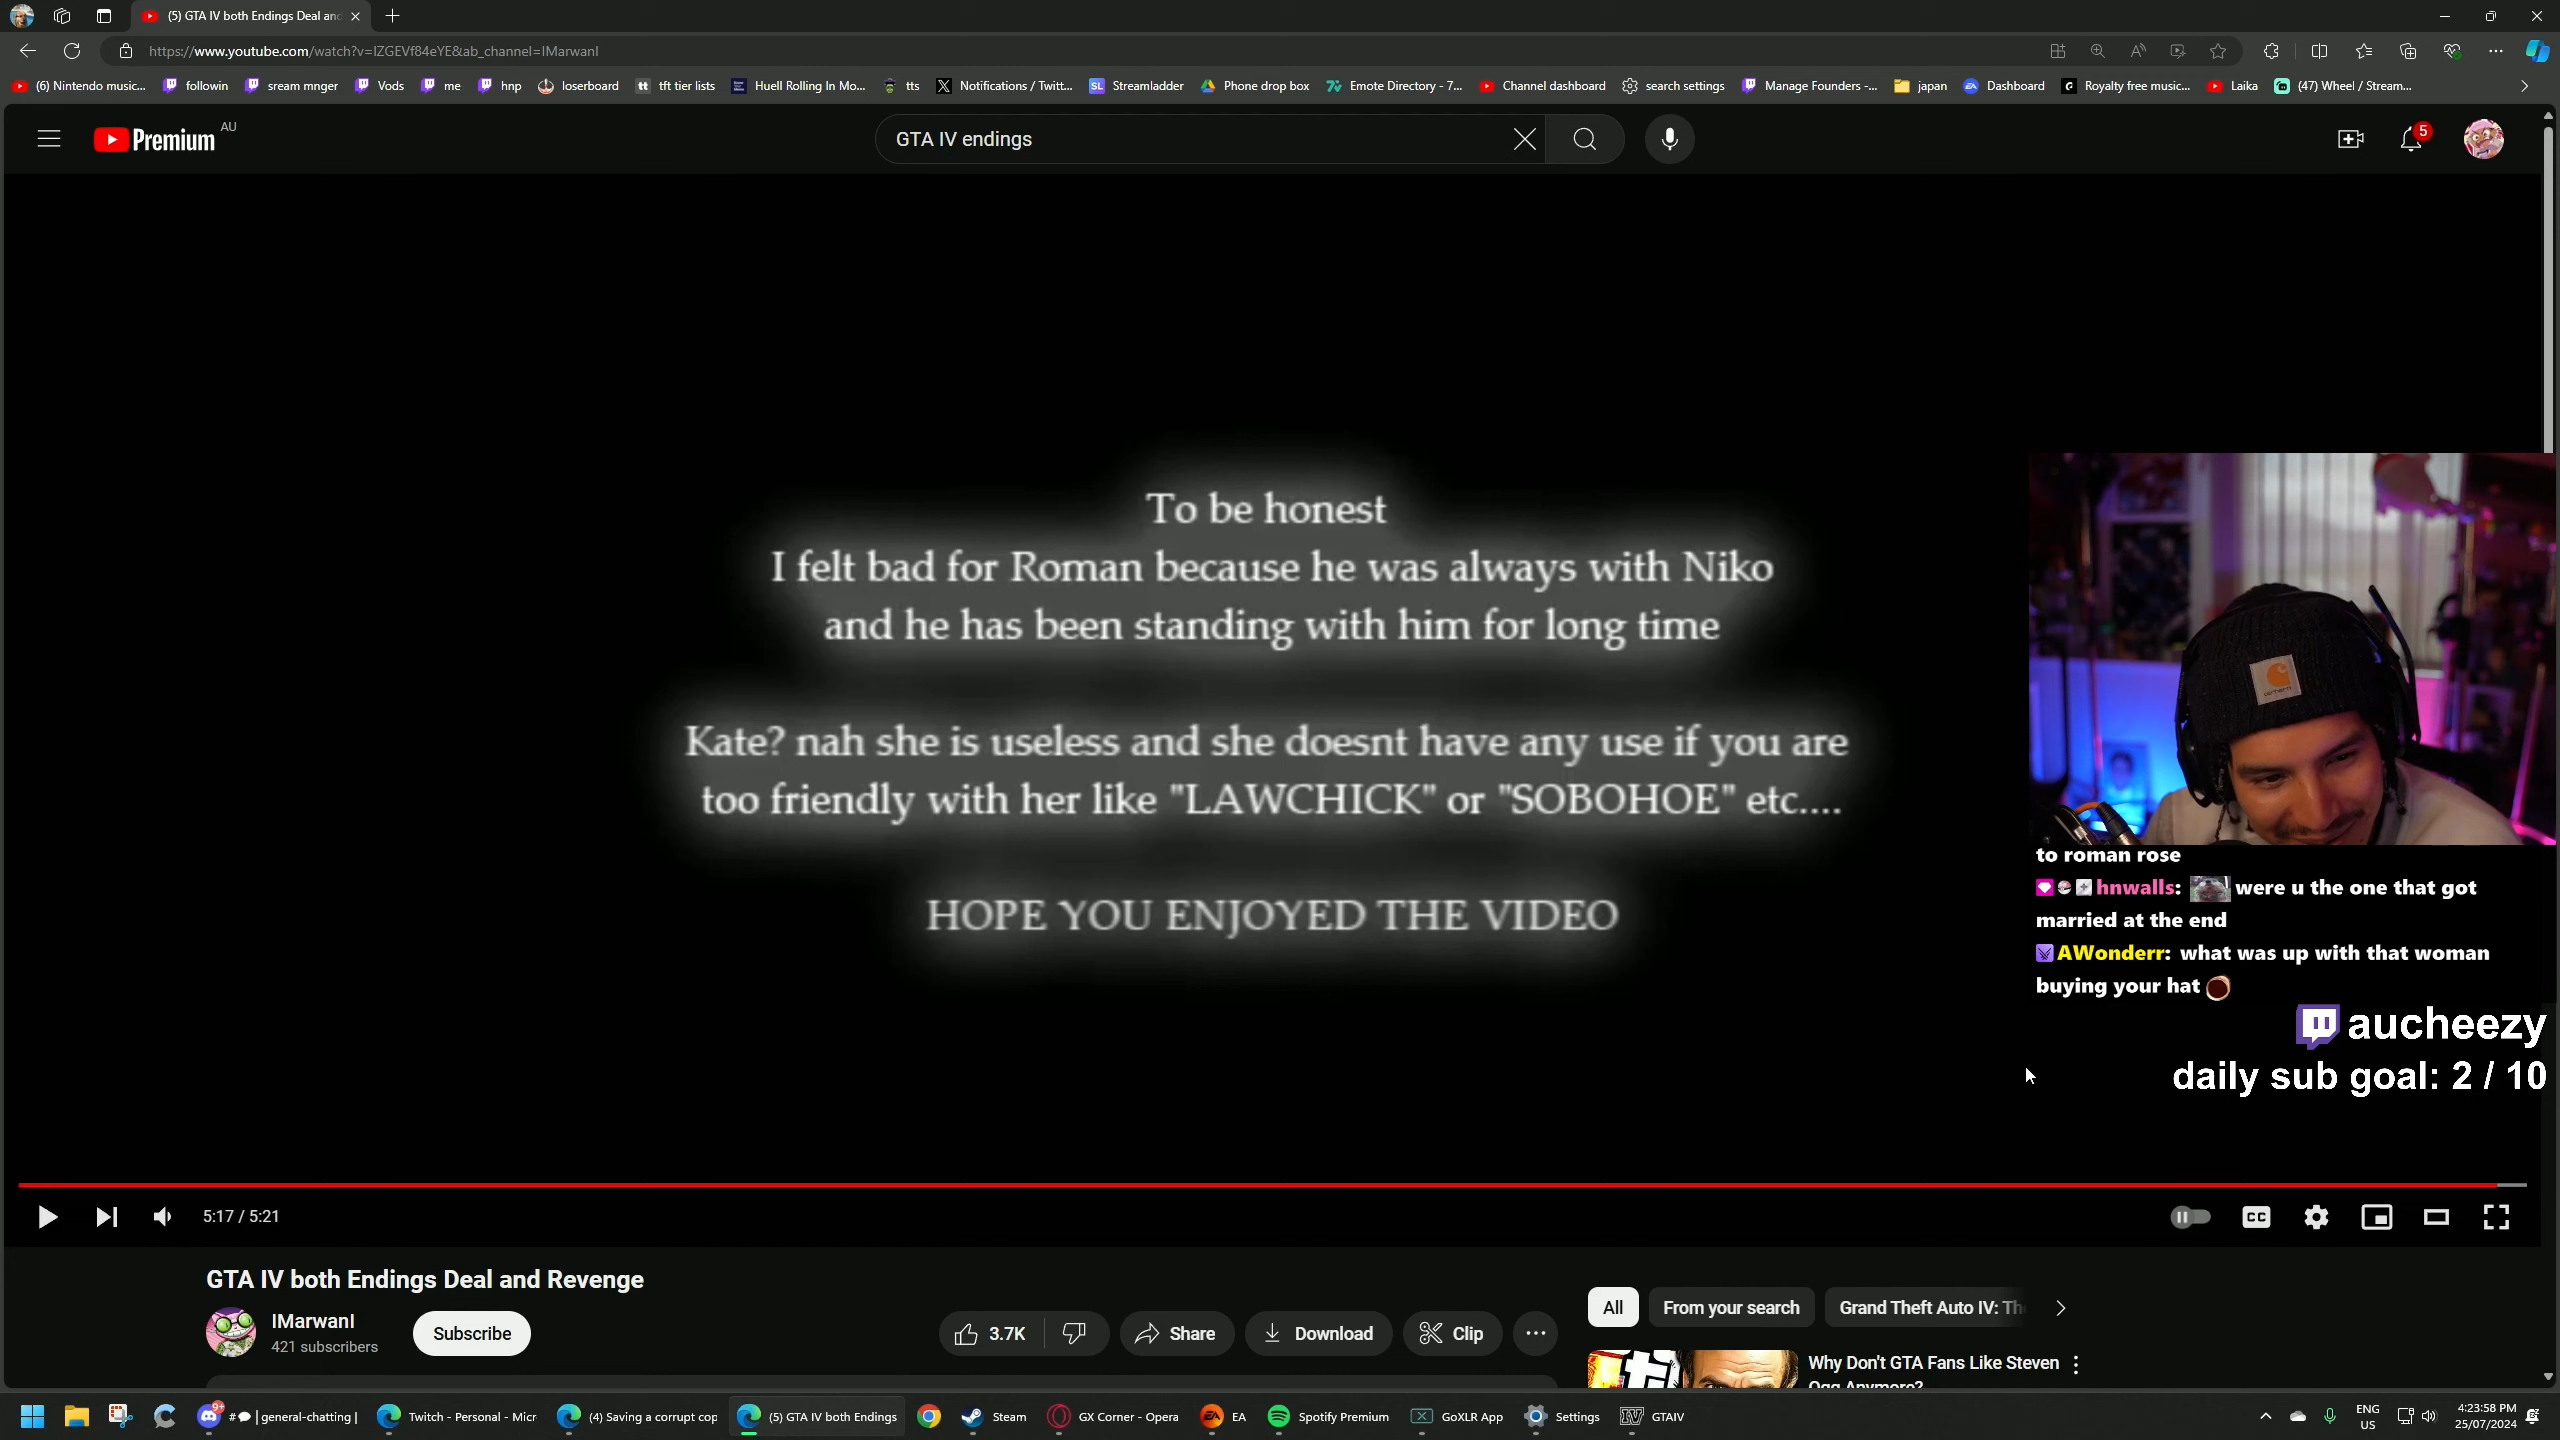 (5) GTA IV both Endings Deal and
https://www.youtube.com/watch?v=IZGEVf84eYE&ab_channel=IMarwanI
(6) Nintendo music... followin sream mnger Vods me hnp loserboard tft tier lists Huell Rolling In Mo... tts Notifications / Twitt... Streamladder Phone drop box Emote Directory - 7... Channel dashboard search settings Manage Founders -... japan Dashboard Royalty free music... Laika (47) Wheel / Stream...
Premium AU
GTA IV endings
5
To be honest
I felt bad for Roman because he was always with Niko
and he has been standing with him for long time
Kate? nah she is useless and she doesnt have any use if you are
too friendly with her like "LAWCHICK" or "SOBOHOE" etc....
HOPE YOU ENJOYED THE VIDEO
carhartt
to roman rose
hnwalls: were u the one that got
married at the end
AWonderr: what was up with that woman
buying your hat
aucheezy
daily sub goal: 2 / 10
5:17 / 5:21
CC
GTA IV both Endings Deal and Revenge
IMarwanI
421 subscribers
Subscribe
3.7K
Share
Download
Clip
All
From your search
Grand Theft Auto IV: Th
Why Don't GTA Fans Like Steven
Ogg Anymore?
9+ # | general-chatting | Twitch - Personal - Micr (4) Saving a corrupt cop (5) GTA IV both Endings Steam GX Corner - Opera EA EA Spotify Premium GoXLR App Settings IV GTAIV
ENG
US
4:23:58 PM
25/07/2024